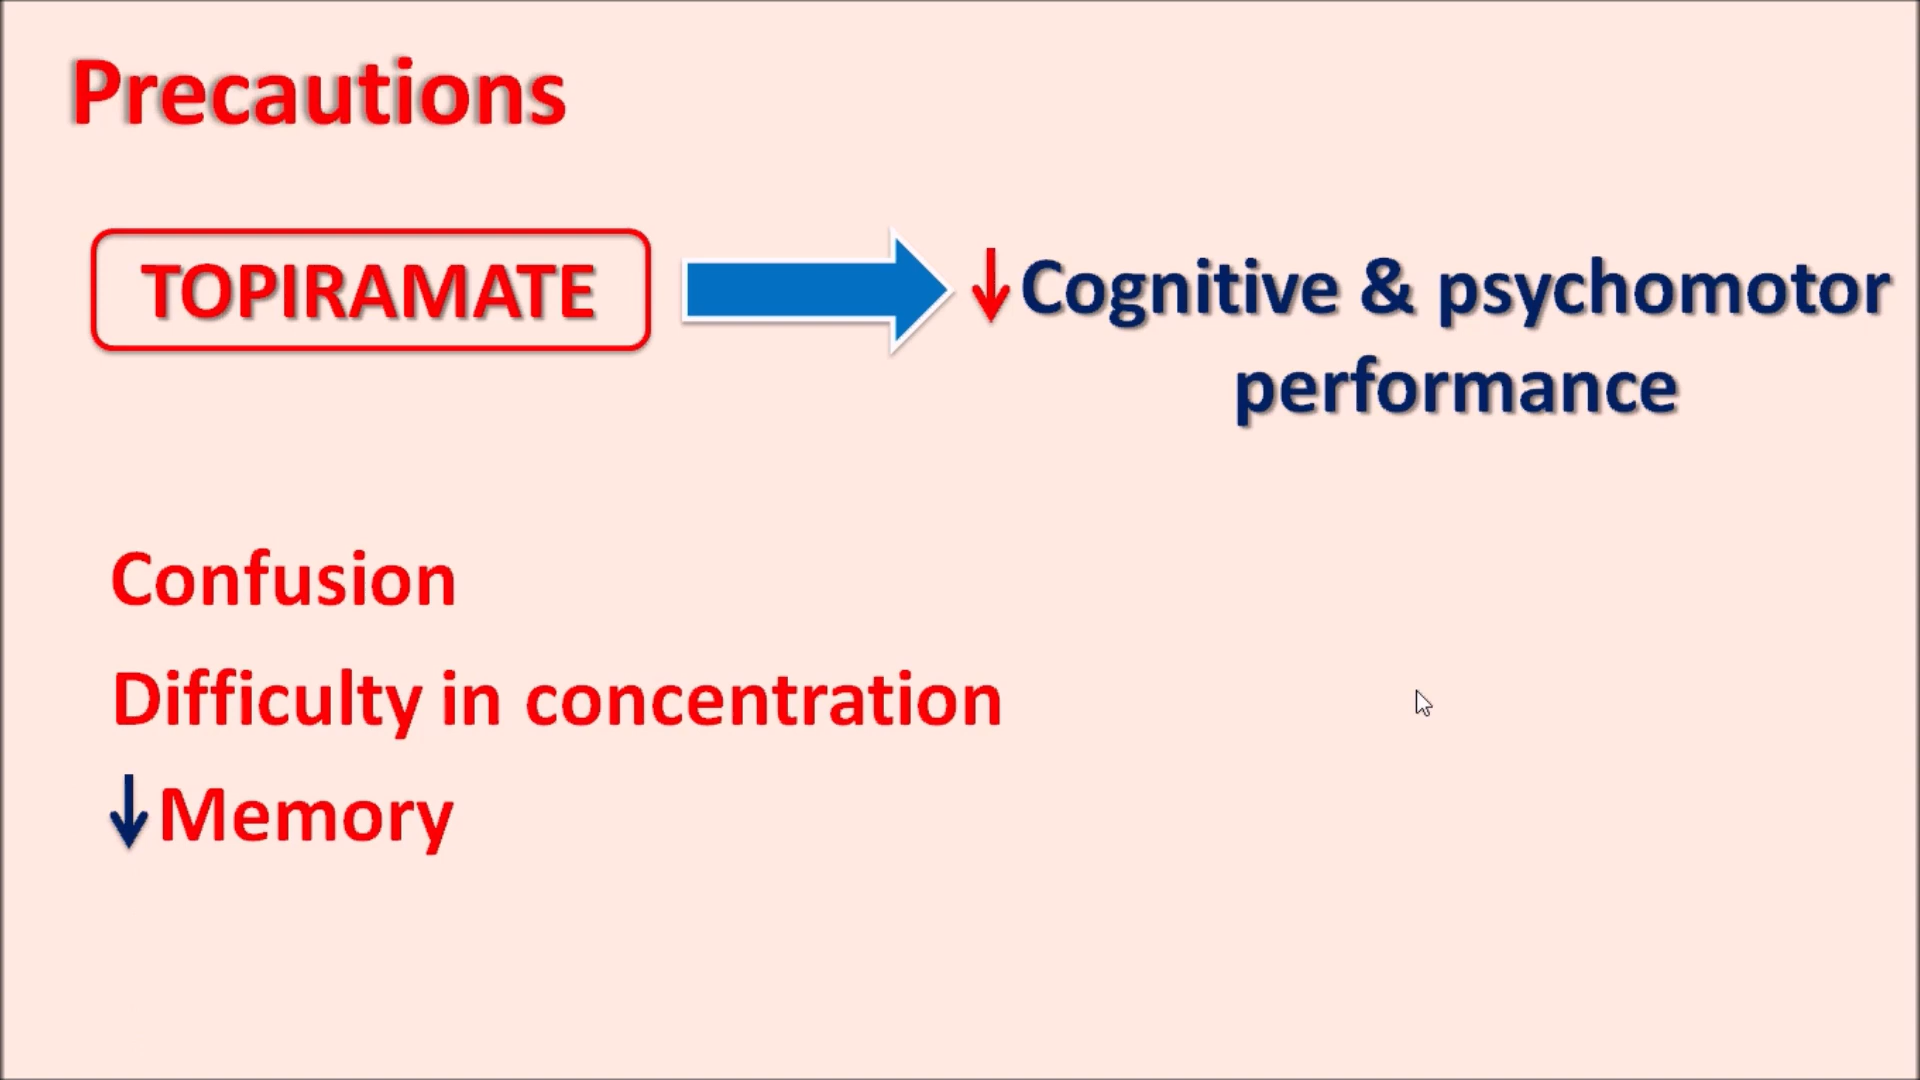 Precautions
TOPIRAMATE
↓Cognitive & psychomotor
performance
Confusion
Difficulty in concentration
↓Memory